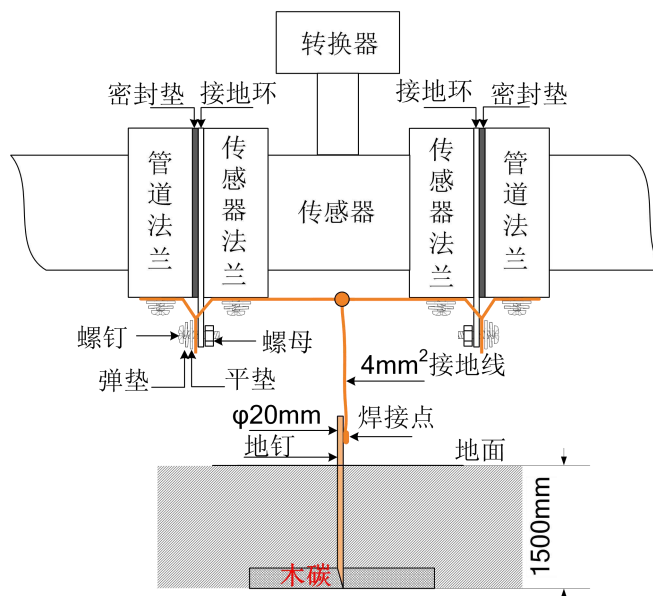 转换器
密封垫 接地环 接地环 密封垫
管道法兰 传感器法兰 传感器 传感器法兰 管道法兰
螺钉 螺母
弹垫 平垫 4mm²接地线
φ20mm 焊接点
地钉 地面
1500mm
木碳